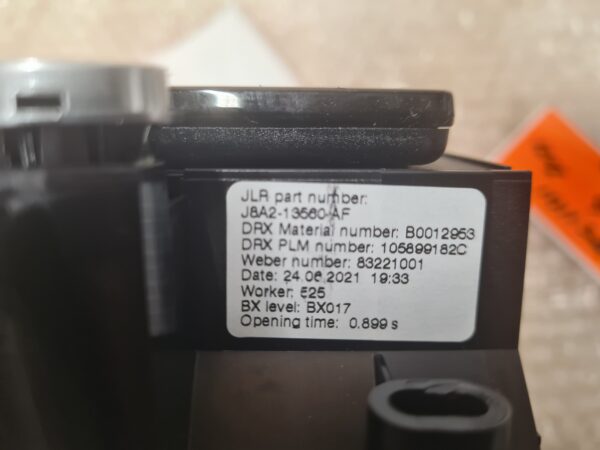 JLR part number:
J8A2-13560-AF
DRX Material number: B0012953
DRX PLM number: 105899182C
Weber number: 83221001
Date: 24.06.2021 19:33
Worker: 525
BX level: BX017
Opening time: 0.899 s